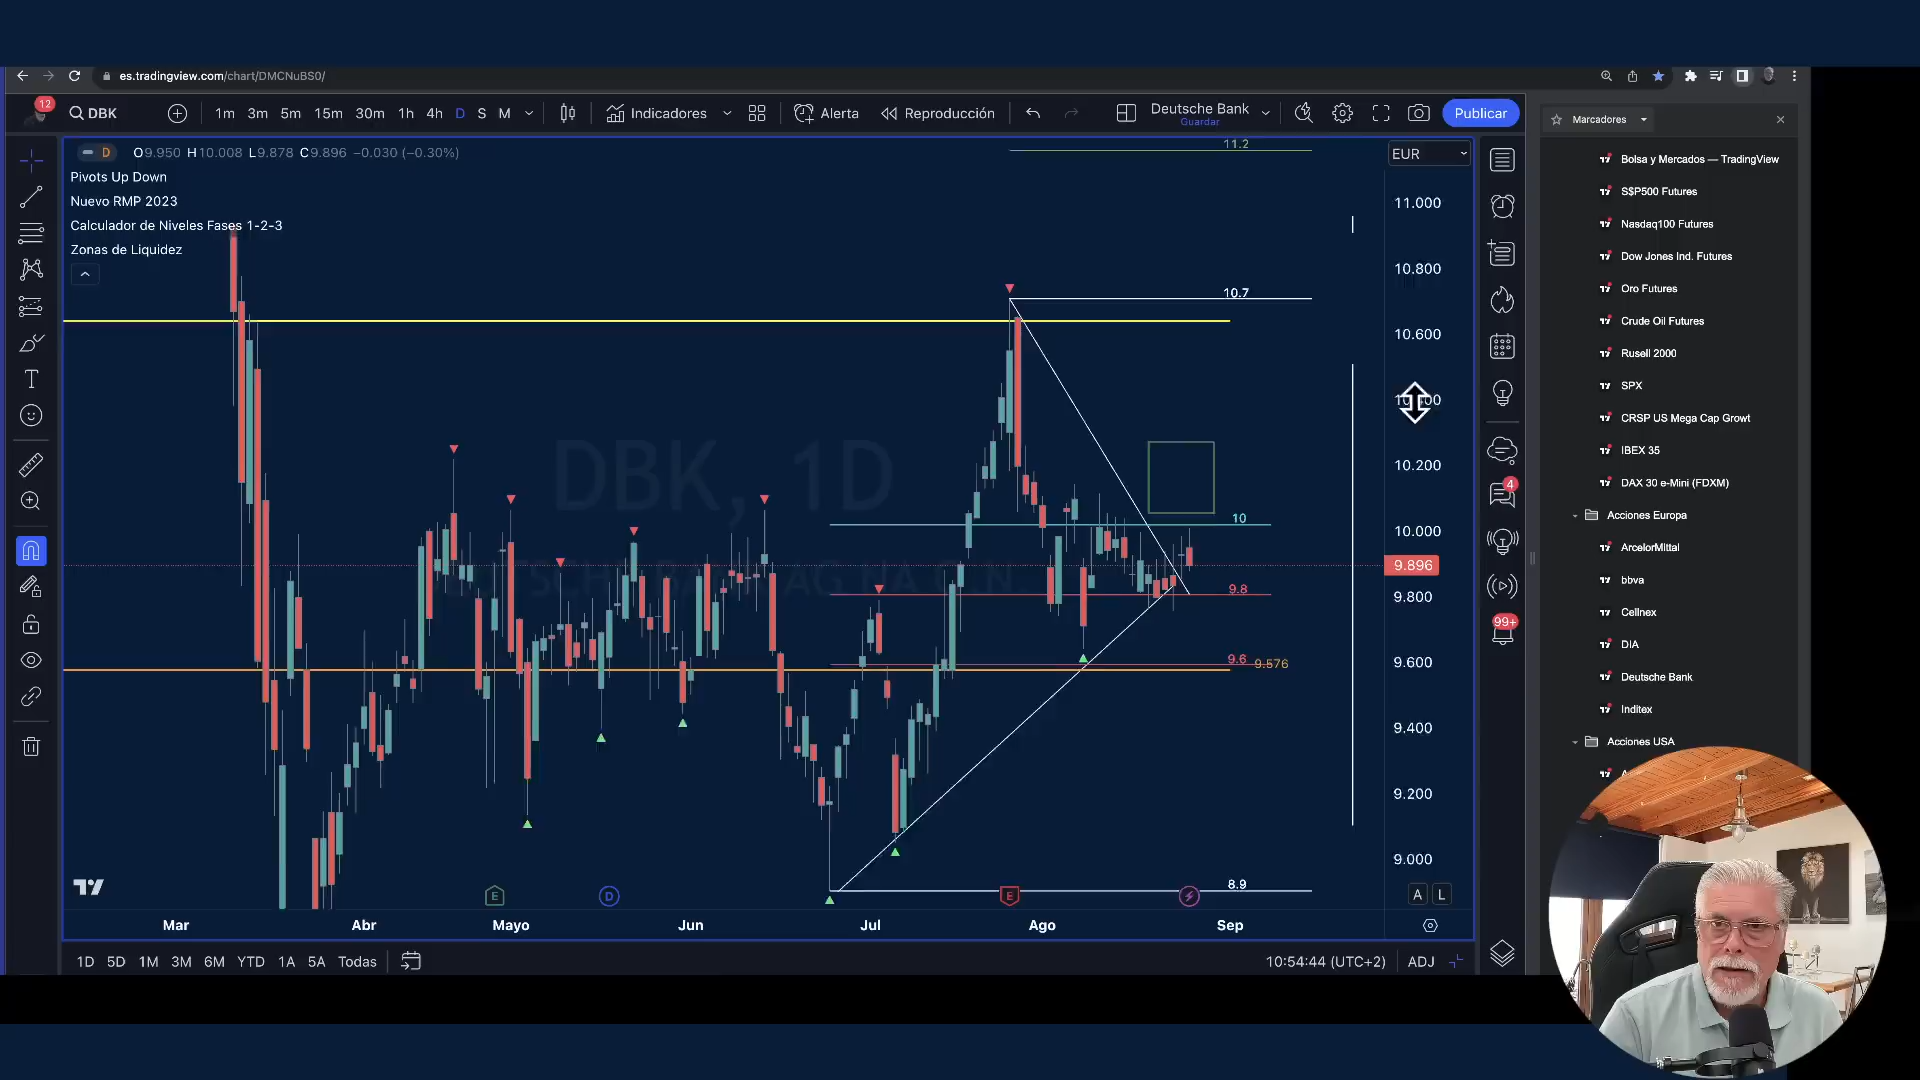 es.tradingview.com/chart/DMCNuBS0/
12
DBK
1m 3m 5m 15m 30m 1h 4h D S M
Indicadores
Alerta
Reproducción
Deutsche Bank
Guardar
Publicar
Marcadores
D O9.950 H10.008 L9.878 C9.896 −0.030 (−0.30%)
Pivots Up Down
Nuevo RMP 2023
Calculador de Niveles Fases 1-2-3
Zonas de Liquidez
DBK, 1D
11.2
10.7
10
9.8
9.6
9.576
8.9
EUR
11.000
10.800
10.600
10.200
10.000
9.896
9.800
9.600
9.400
9.200
9.000
A L
E
D
E
Mar Abr Mayo Jun Jul Ago Sep
1D 5D 1M 3M 6M YTD 1A 5A Todas
10:54:44 (UTC+2)
ADJ
4
99+
Bolsa y Mercados — TradingView
S$P500 Futures
Nasdaq100 Futures
Dow Jones Ind. Futures
Oro Futures
Crude Oil Futures
Rusell 2000
SPX
CRSP US Mega Cap Growt
IBEX 35
DAX 30 e-Mini (FDXM)
Acciones Europa
ArcelorMittal
bbva
Cellnex
DIA
Deutsche Bank
Inditex
Acciones USA